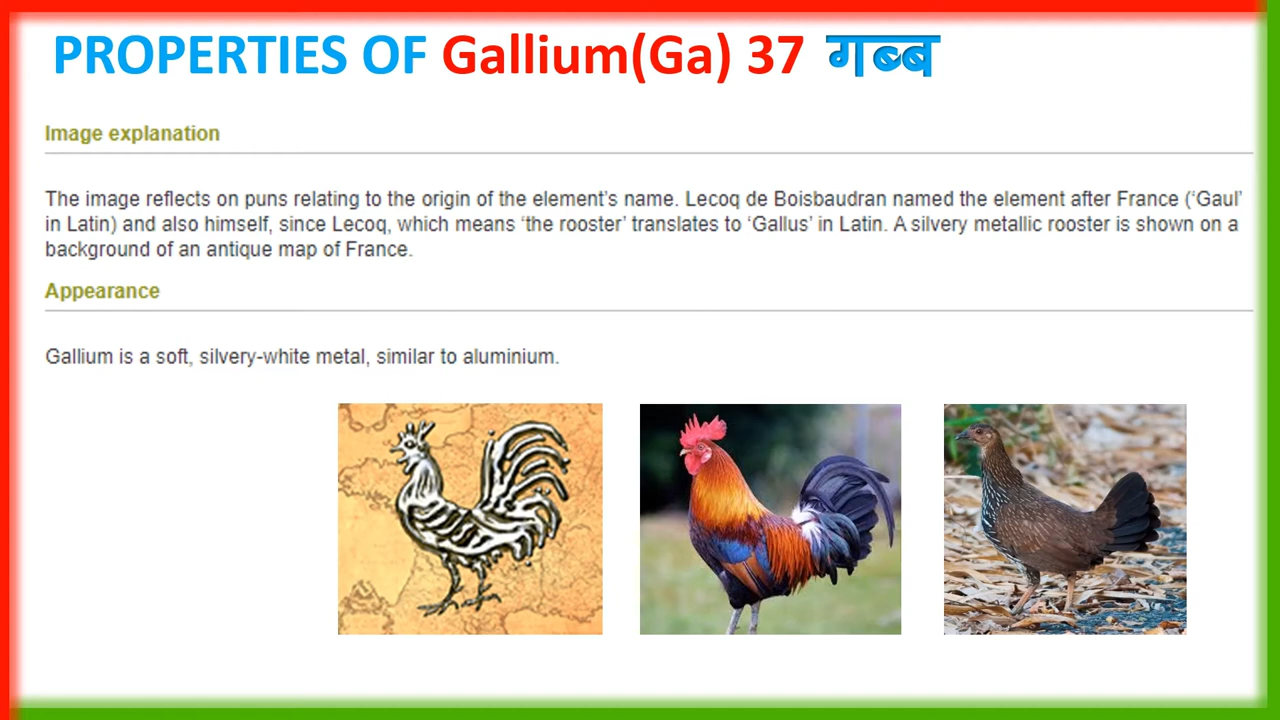 PROPERTIES OF Gallium(Ga) 37 गब्ब
Image explanation
The image reflects on puns relating to the origin of the element's name. Lecoq de Boisbaudran named the element after France ('Gaul'
in Latin) and also himself, since Lecoq, which means 'the rooster' translates to 'Gallus' in Latin. A silvery metallic rooster is shown on a
background of an antique map of France.
Appearance
Gallium is a soft, silvery-white metal, similar to aluminium.